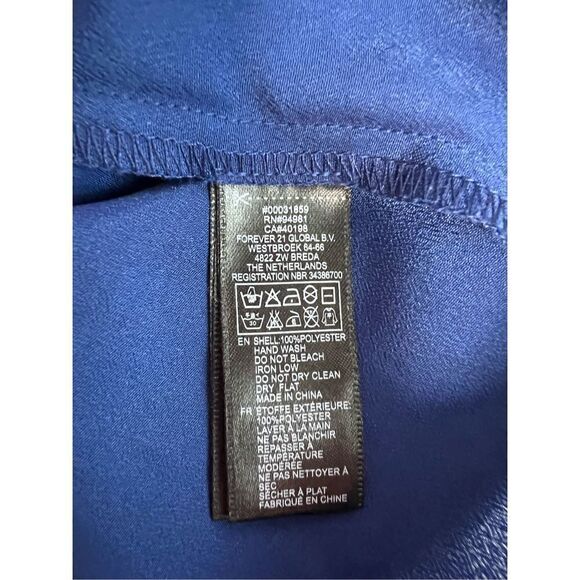 #00031859
RN#94981
CA#40198
FOREVER 21 GLOBAL B.V.
WESTBROEK 64-66
4822 ZW BREDA
THE NETHERLANDS
REGISTRATION NBR 34386700
30
EN SHELL:100%POLYESTER
HAND WASH
DO NOT BLEACH
IRON LOW
DO NOT DRY CLEAN
DRY FLAT
MADE IN CHINA
FR ETOFFE EXTÉRIEURE:
100%POLYESTER
LAVER À LA MAIN
NE PAS BLANCHIR
REPASSER À
TEMPÉRATURE
MODÉRÉE
NE PAS NETTOYER À
SEC
SÉCHER À PLAT
FABRIQUÉ EN CHINE